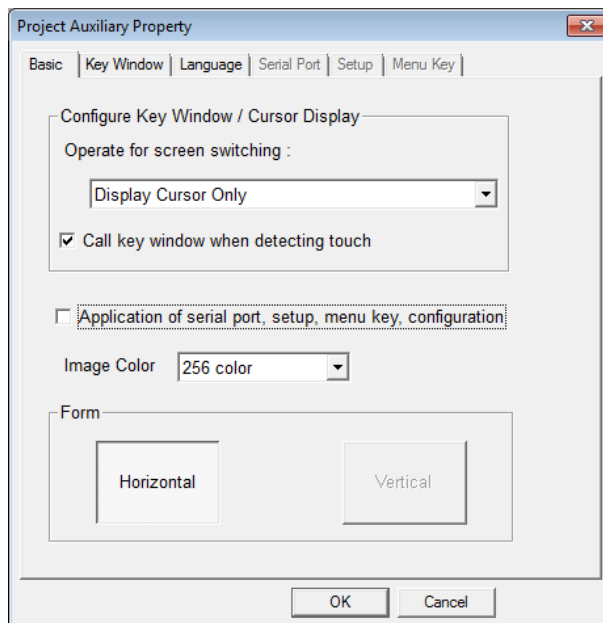 Project Auxiliary Property
Basic Key Window Language Serial Port Setup Menu Key
Configure Key Window / Cursor Display
Operate for screen switching :
Display Cursor Only
Call key window when detecting touch
Application of serial port, setup, menu key, configuration
Image Color 256 color
Form
Horizontal Vertical
OK Cancel